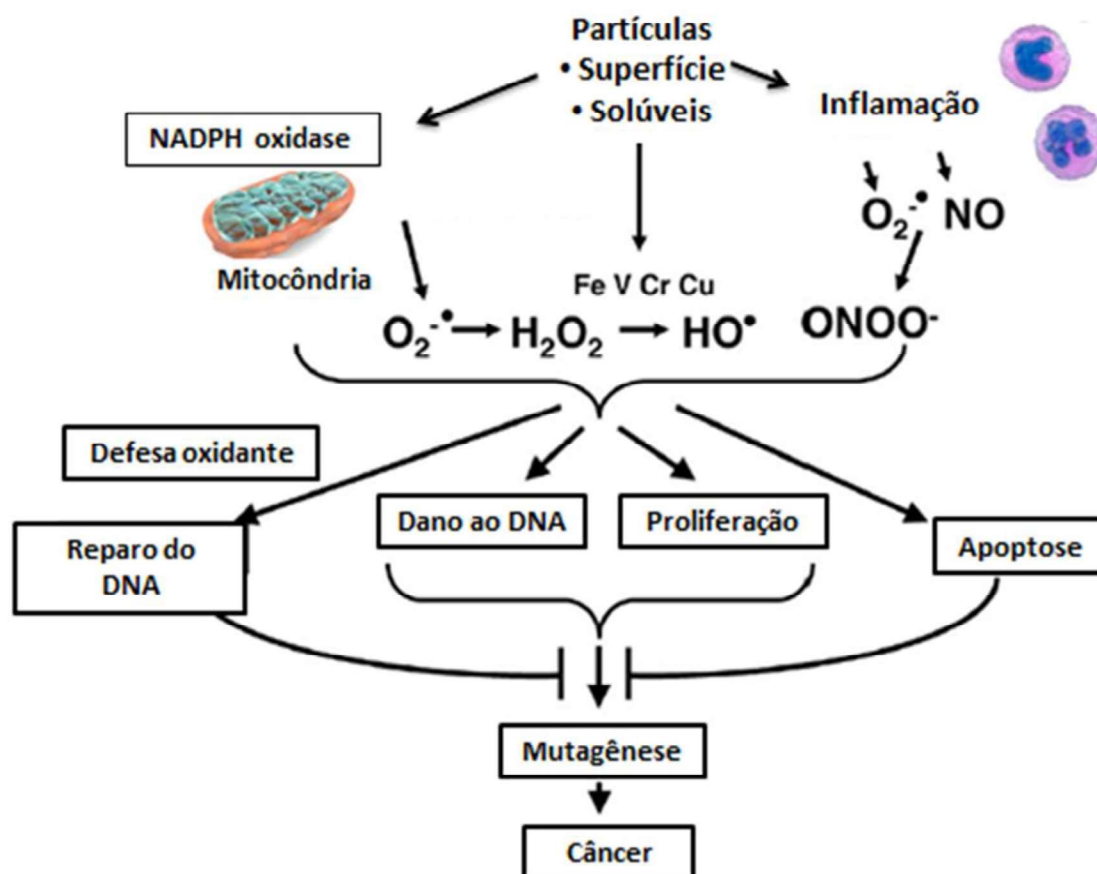 Partículas
• Superfície
• Solúveis
NADPH oxidase
Inflamação
Mitocôndria
O₂⁻• NO
Fe V Cr Cu
O₂⁻• → H₂O₂ → HO•
ONOO⁻
Defesa oxidante
Reparo do
DNA
Dano ao DNA
Proliferação
Apoptose
Mutagênese
Câncer